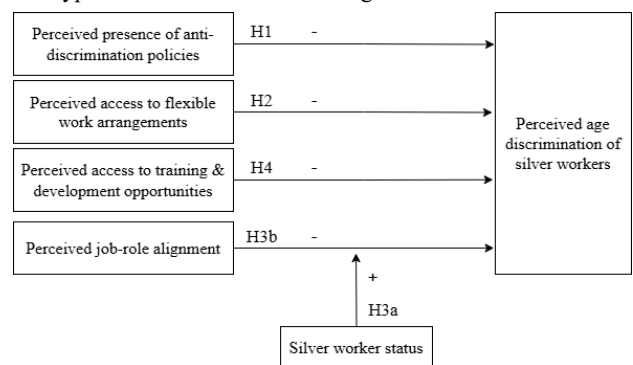 Perceived presence of anti-
discrimination policies
H1 -
Perceived access to flexible
work arrangements
H2 -
Perceived access to training &
development opportunities
H4 -
Perceived job-role alignment
H3b -
Perceived age
discrimination of
silver workers
+
H3a
Silver worker status